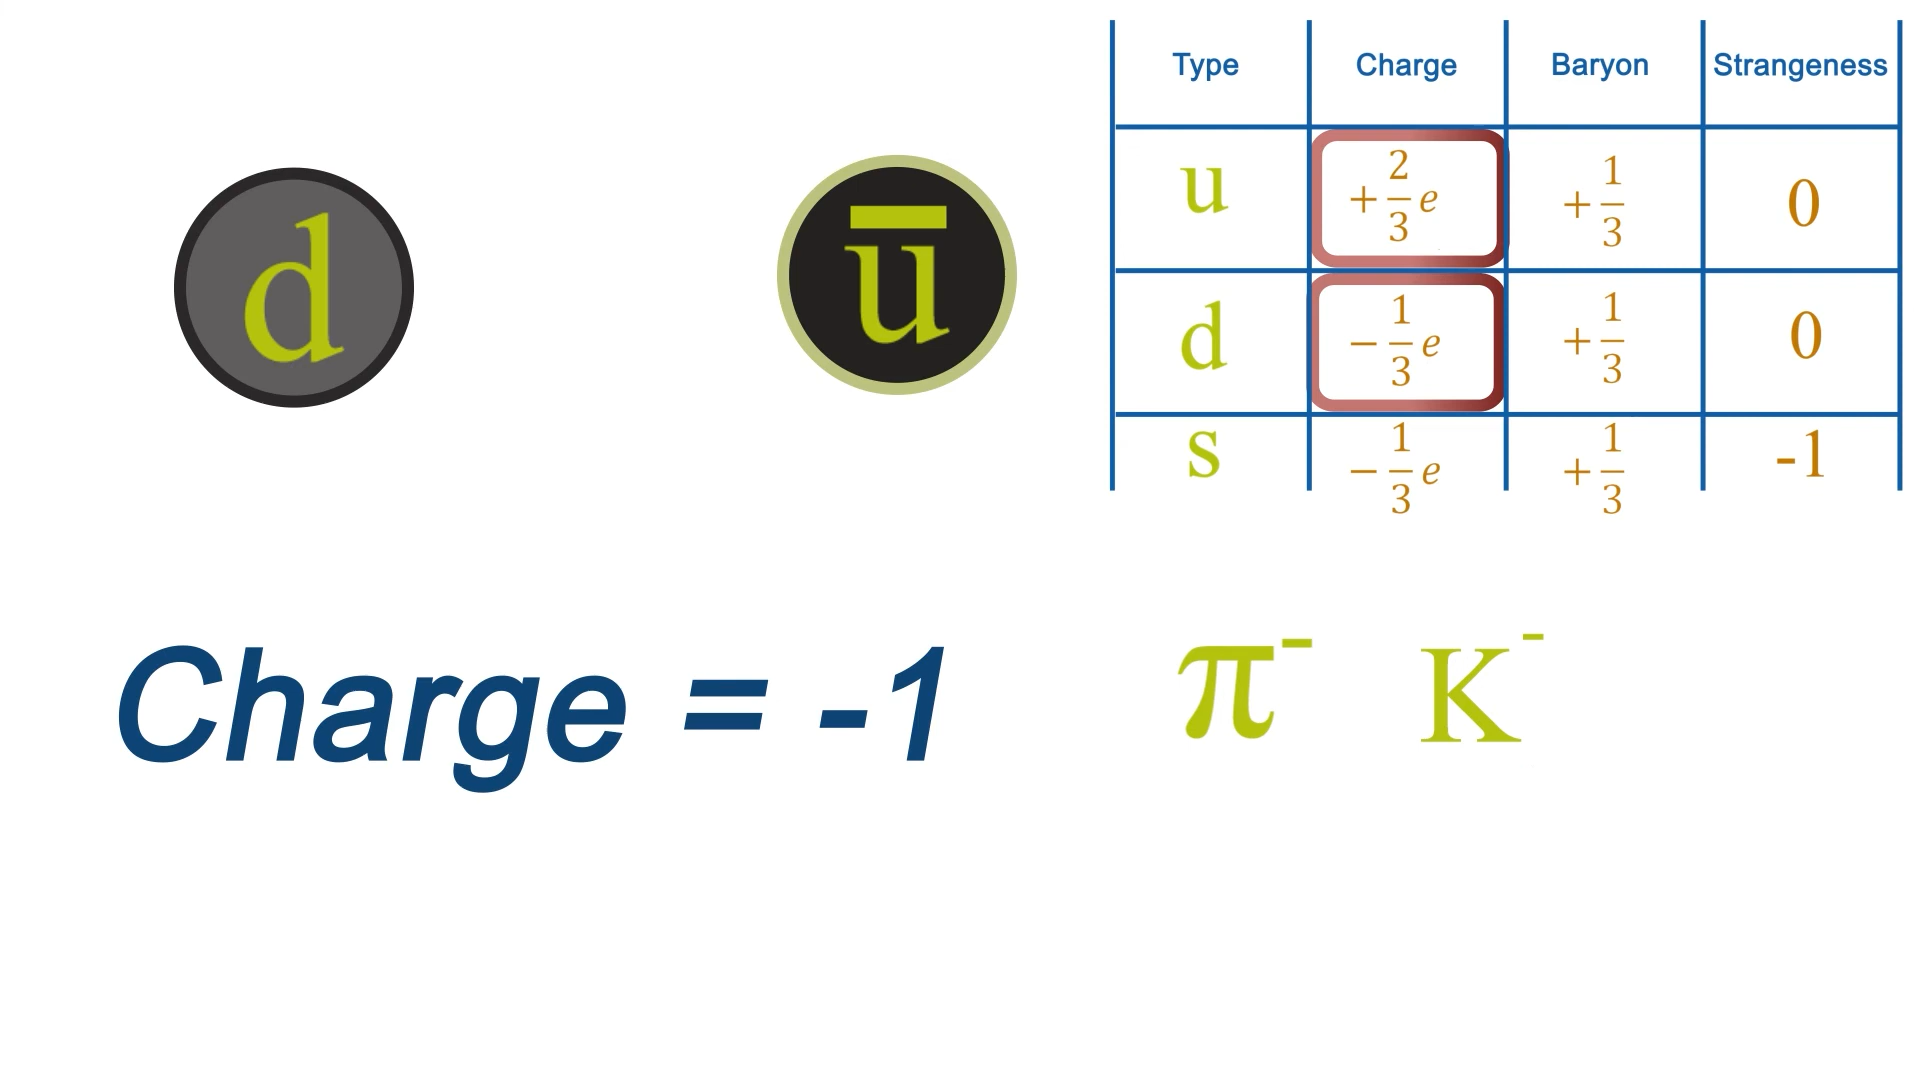 d
u̅
Type Charge Baryon Strangeness
u +2/3 e +1/3 0
d −1/3 e +1/3 0
s −1/3 e +1/3 -1
Charge = -1
π⁻ K⁻